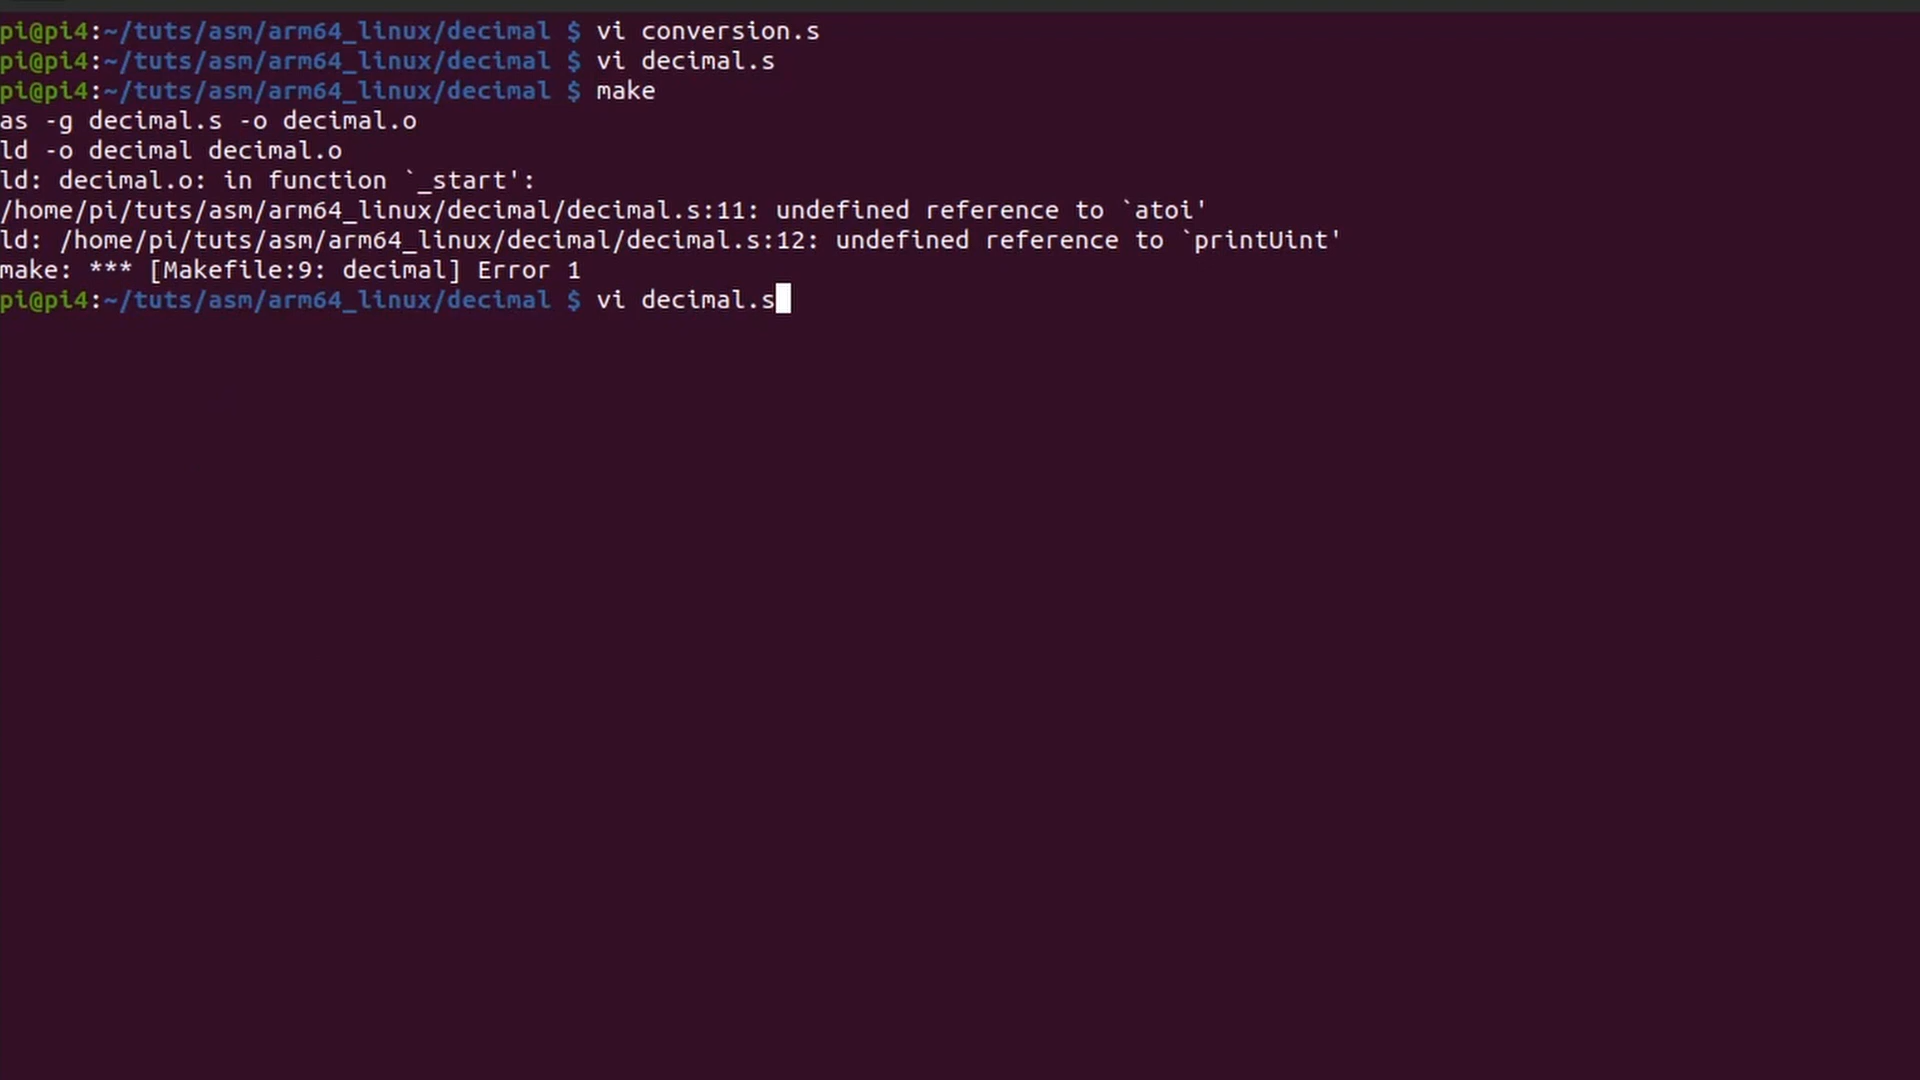 pi@pi4:~/tuts/asm/arm64_linux/decimal $ vi conversion.s
pi@pi4:~/tuts/asm/arm64_linux/decimal $ vi decimal.s
pi@pi4:~/tuts/asm/arm64_linux/decimal $ make
as -g decimal.s -o decimal.o
ld -o decimal decimal.o
ld: decimal.o: in function `_start':
/home/pi/tuts/asm/arm64_linux/decimal/decimal.s:11: undefined reference to `atoi'
ld: /home/pi/tuts/asm/arm64_linux/decimal/decimal.s:12: undefined reference to `printUint'
make: *** [Makefile:9: decimal] Error 1
pi@pi4:~/tuts/asm/arm64_linux/decimal $ vi decimal.s